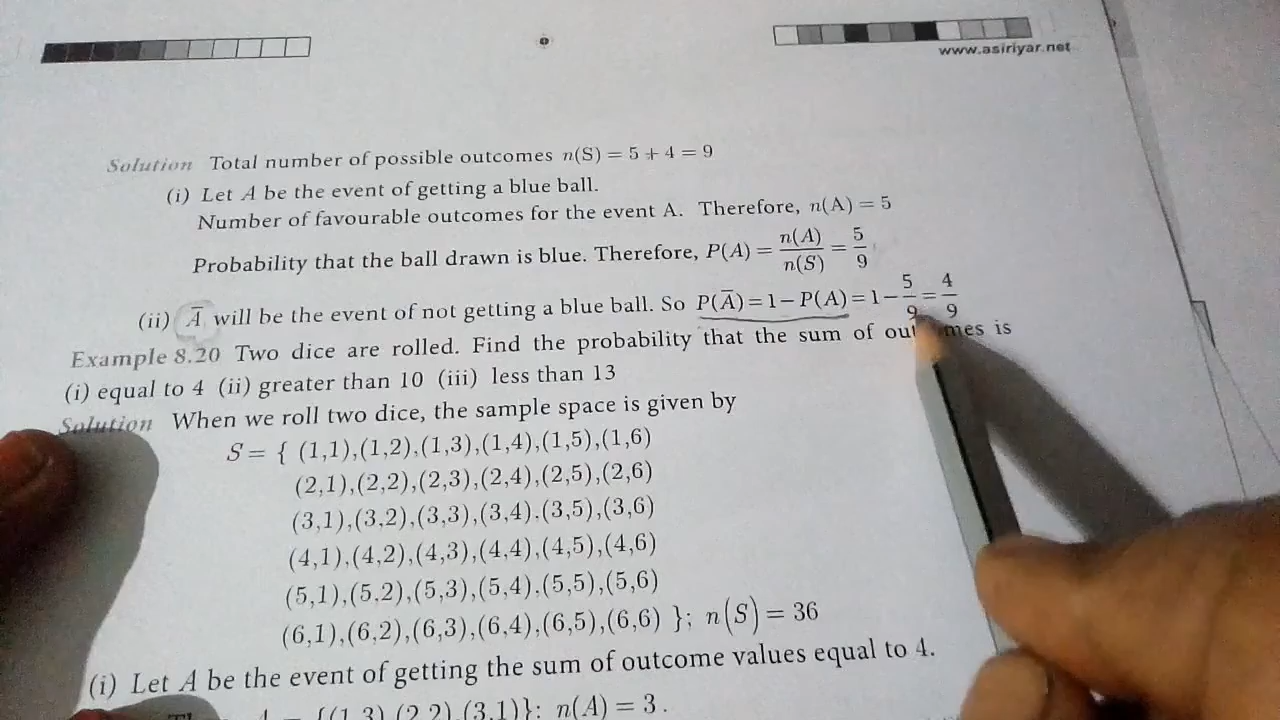 www.asiriyar.net
Solution Total number of possible outcomes n(S) = 5 + 4 = 9
(i) Let A be the event of getting a blue ball.
Number of favourable outcomes for the event A. Therefore, n(A) = 5
Probability that the ball drawn is blue. Therefore, P(A) = n(A)/n(S) = 5/9
(ii) A̅ will be the event of not getting a blue ball. So P(A̅) = 1 − P(A) = 1 − 5/9 = 4/9
Example 8.20 Two dice are rolled. Find the probability that the sum of outcomes is
(i) equal to 4 (ii) greater than 10 (iii) less than 13
Solution When we roll two dice, the sample space is given by
S = { (1,1),(1,2),(1,3),(1,4),(1,5),(1,6)
(2,1),(2,2),(2,3),(2,4),(2,5),(2,6)
(3,1),(3,2),(3,3),(3,4).(3,5),(3,6)
(4,1),(4,2),(4,3),(4,4),(4,5),(4,6)
(5,1),(5.2),(5,3),(5,4).(5,5),(5,6)
(6,1),(6,2),(6,3),(6,4),(6,5),(6,6) }; n(S) = 36
(i) Let A be the event of getting the sum of outcome values equal to 4.
A = {(1,3),(2,2),(3,1)}; n(A) = 3.